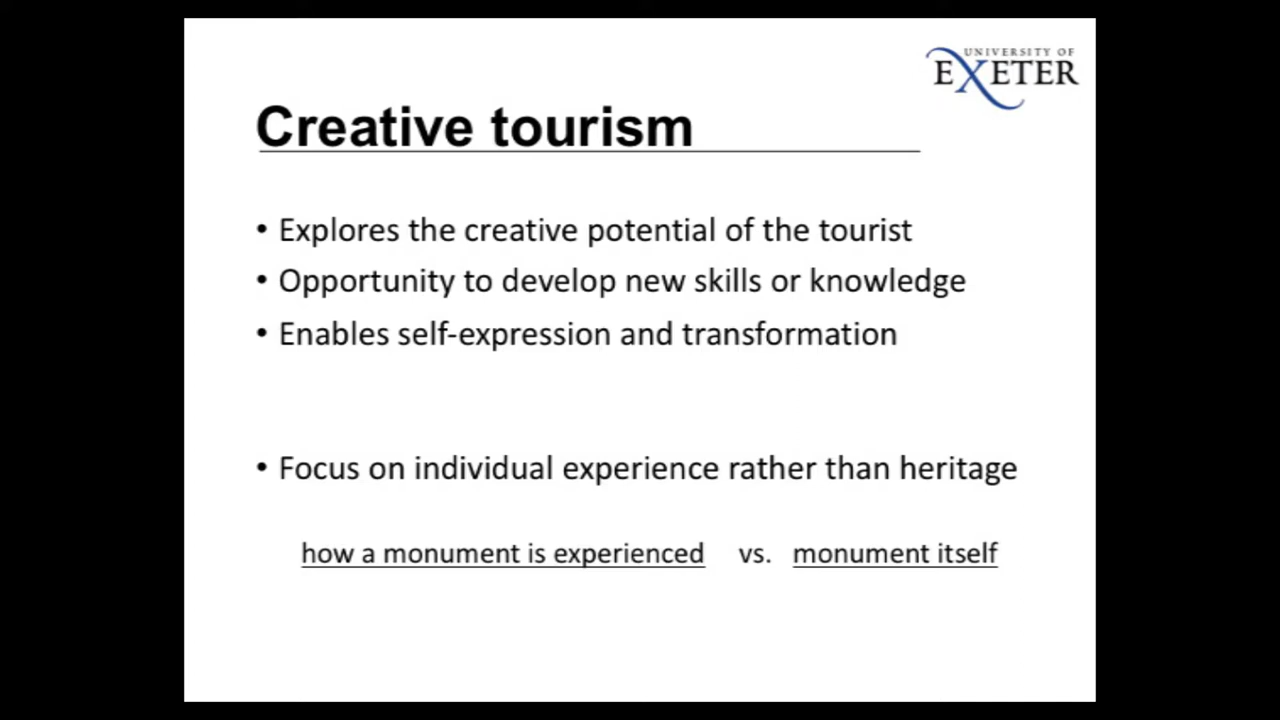 UNIVERSITY OF
EXETER
Creative tourism
• Explores the creative potential of the tourist
• Opportunity to develop new skills or knowledge
• Enables self-expression and transformation
• Focus on individual experience rather than heritage
how a monument is experienced vs. monument itself